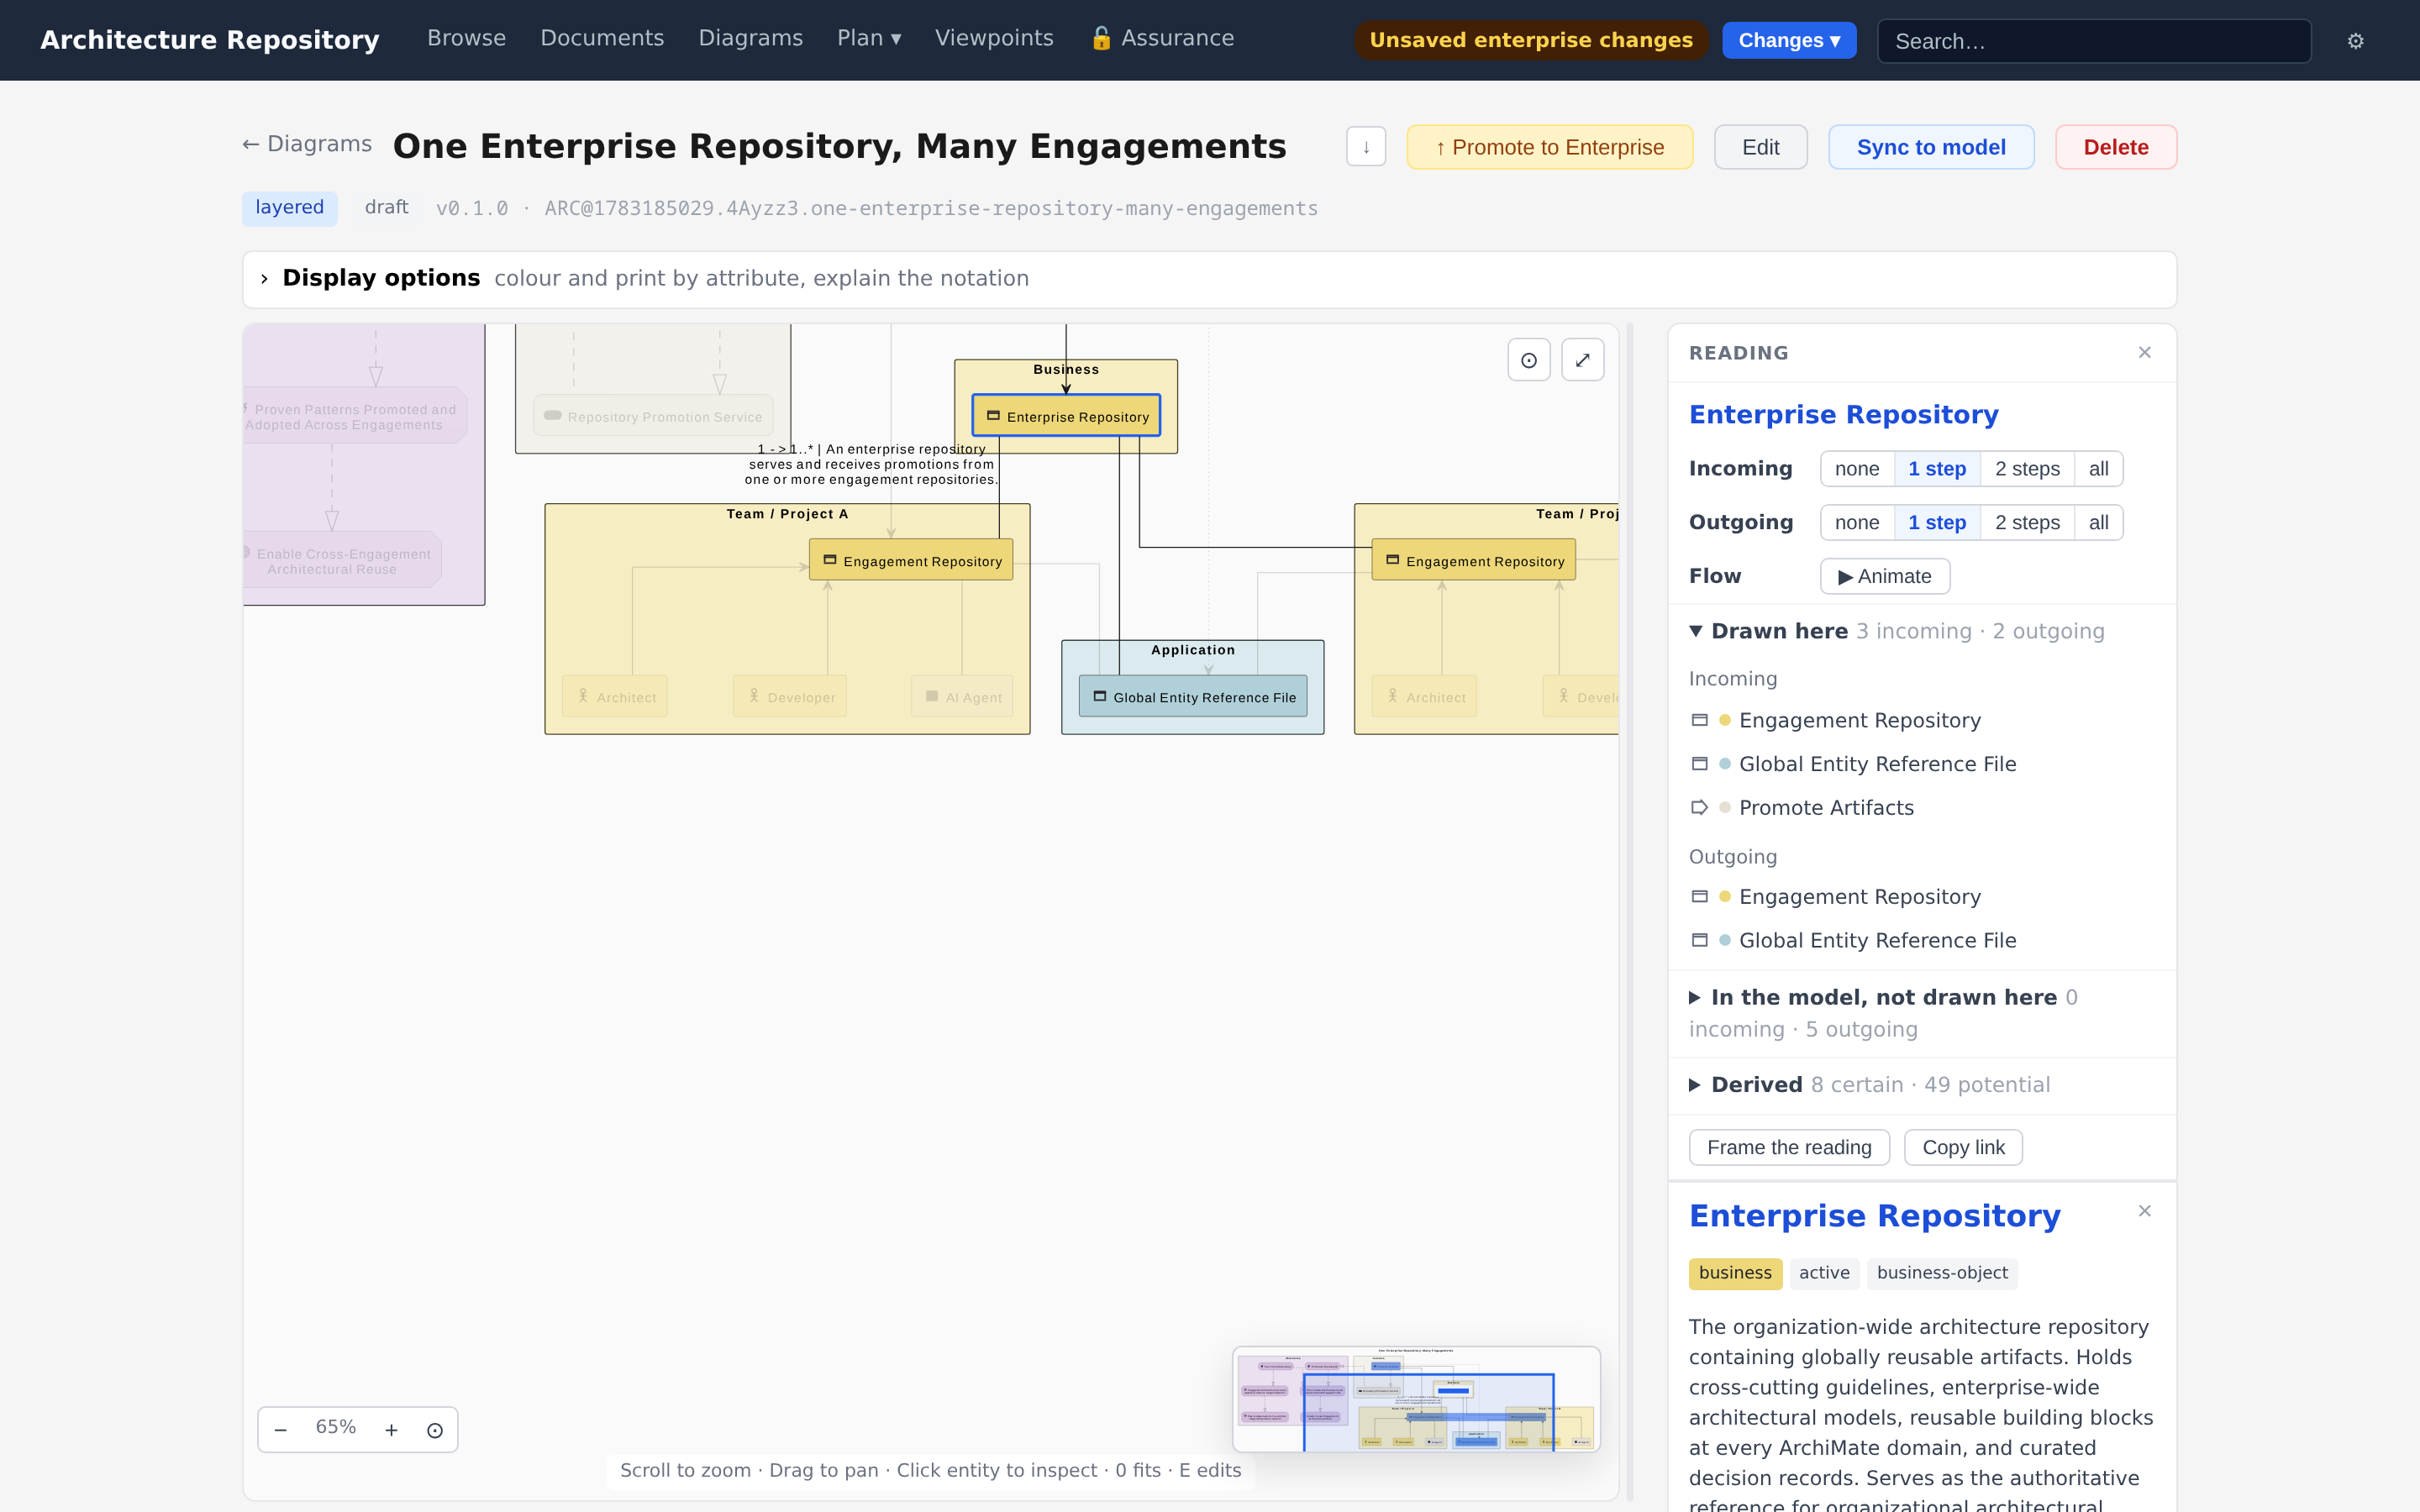 Architecture Repository
Browse
Documents
Diagrams
Plan ▾
Viewpoints
🔓 Assurance
Unsaved enterprise changes
Changes ▾
Search…
← Diagrams
One Enterprise Repository, Many Engagements
↑ Promote to Enterprise
Edit
Sync to model
Delete
layered
draft
v0.1.0 · ARC@1783185029.4Ayzz3.one-enterprise-repository-many-engagements
› Display options colour and print by attribute, explain the notation
Proven Patterns Promoted and
Adopted Across Engagements
Enable Cross-Engagement
Architectural Reuse
Repository Promotion Service
Business
Enterprise Repository
1 -> 1..* | An enterprise repository
serves and receives promotions from
one or more engagement repositories.
Team / Project A
Engagement Repository
Architect
Developer
AI Agent
Application
Global Entity Reference File
Team / Proj
Engagement Repository
Architect
Develo
− 65% +
Scroll to zoom · Drag to pan · Click entity to inspect · 0 fits · E edits
READING
Enterprise Repository
Incoming none 1 step 2 steps all
Outgoing none 1 step 2 steps all
Flow ▶ Animate
▼ Drawn here 3 incoming · 2 outgoing
Incoming
Engagement Repository
Global Entity Reference File
Promote Artifacts
Outgoing
Engagement Repository
Global Entity Reference File
▶ In the model, not drawn here 0
incoming · 5 outgoing
▶ Derived 8 certain · 49 potential
Frame the reading
Copy link
Enterprise Repository
business
active
business-object
The organization-wide architecture repository
containing globally reusable artifacts. Holds
cross-cutting guidelines, enterprise-wide
architectural models, reusable building blocks
at every ArchiMate domain, and curated
decision records. Serves as the authoritative
reference for organizational architectural